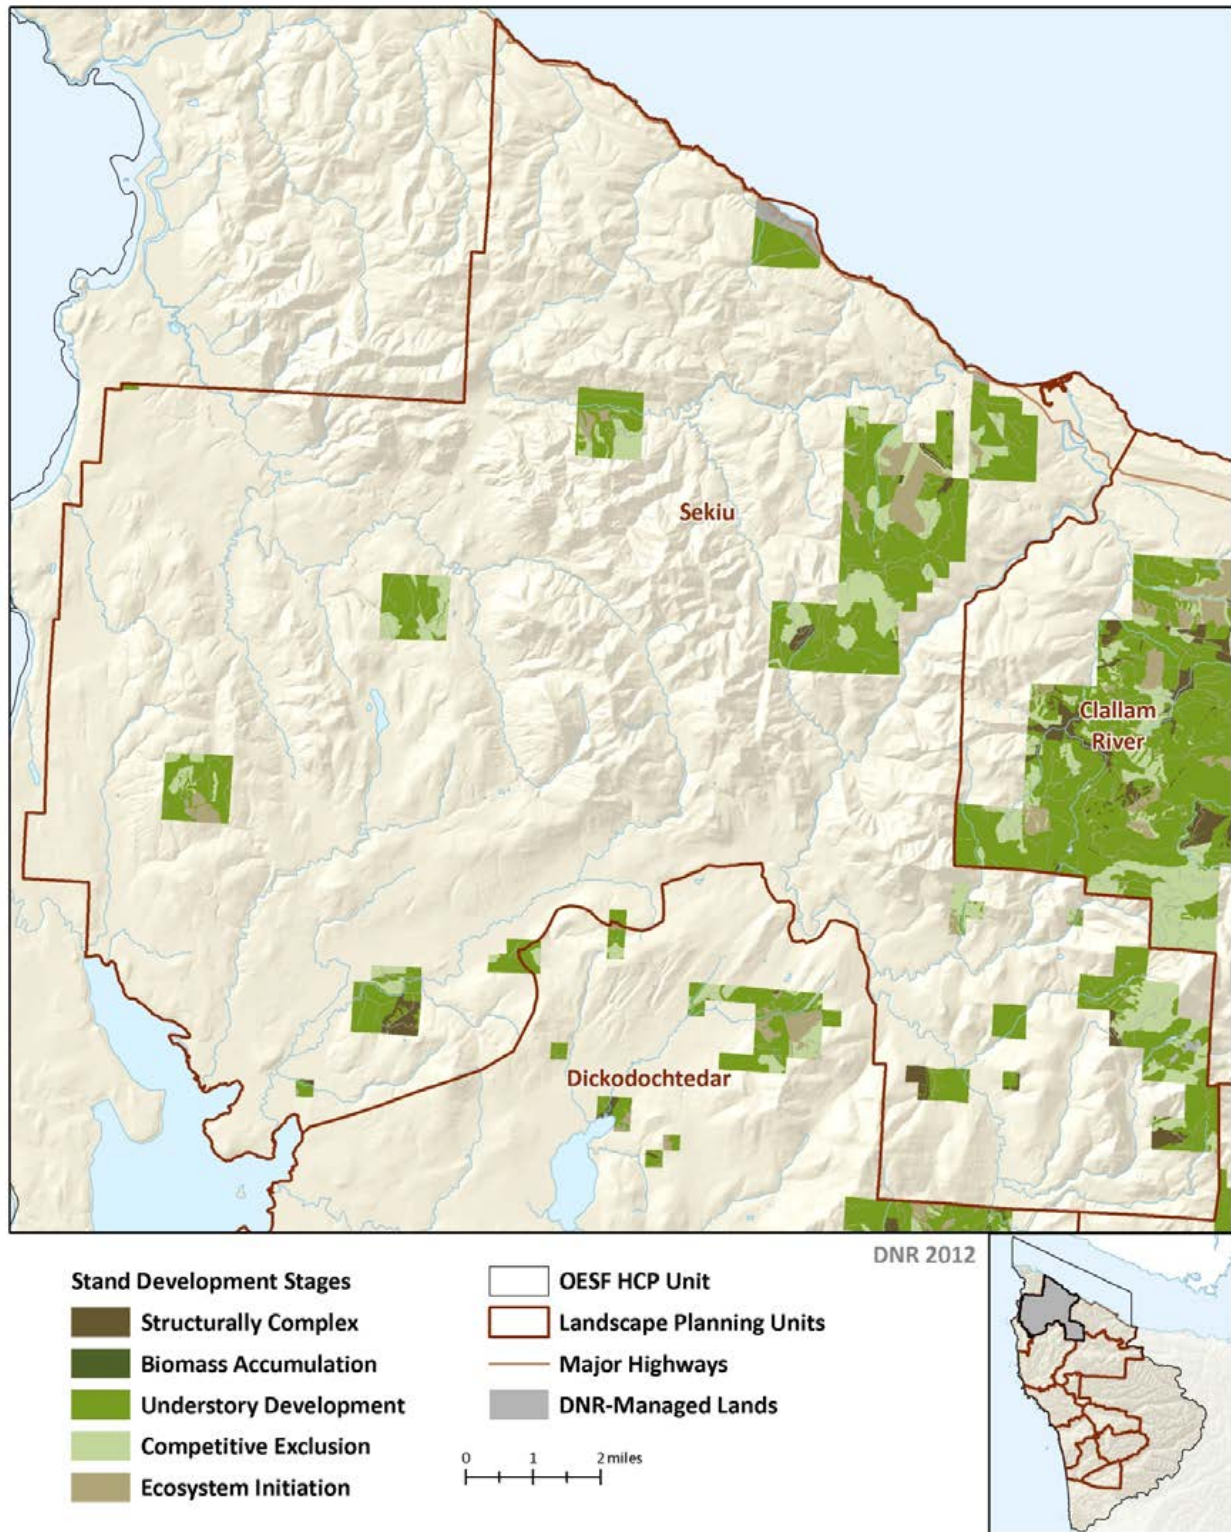 Sekiu
Clallam
River
Dickodochtedar
DNR 2012
Stand Development Stages
Structurally Complex
Biomass Accumulation
Understory Development
Competitive Exclusion
Ecosystem Initiation
OESF HCP Unit
Landscape Planning Units
Major Highways
DNR-Managed Lands
0 1 2 miles